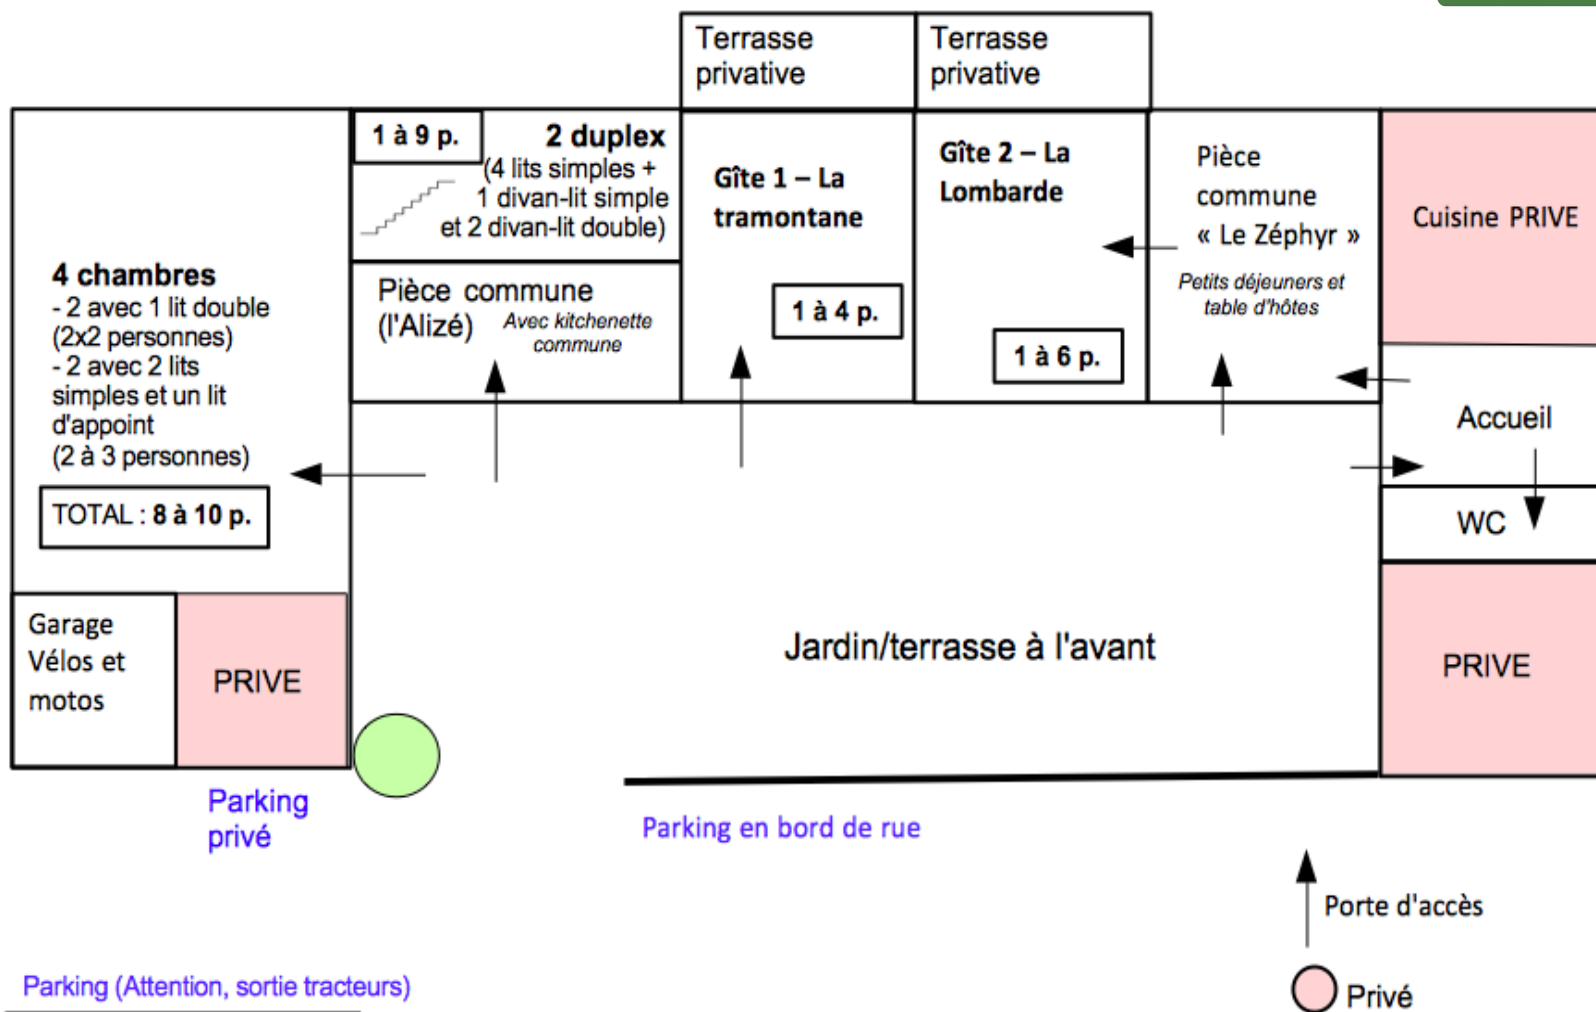 Terrasse
privative
Terrasse
privative
4 chambres
- 2 avec 1 lit double
(2x2 personnes)
- 2 avec 2 lits
simples et un lit
d'appoint
(2 à 3 personnes)
TOTAL : 8 à 10 p.
1 à 9 p.
2 duplex
(4 lits simples +
1 divan-lit simple
et 2 divan-lit double)
Pièce commune
(l'Alizé)
Avec kitchenette
commune
Gîte 1 – La
tramontane
1 à 4 p.
Gîte 2 – La
Lombarde
1 à 6 p.
Pièce
commune
« Le Zéphyr »
Petits déjeuners et
table d'hôtes
Cuisine PRIVE
Accueil
WC
PRIVE
Garage
Vélos et
motos
PRIVE
Jardin/terrasse à l'avant
Parking
privé
Parking en bord de rue
Porte d'accès
Privé
Parking (Attention, sortie tracteurs)